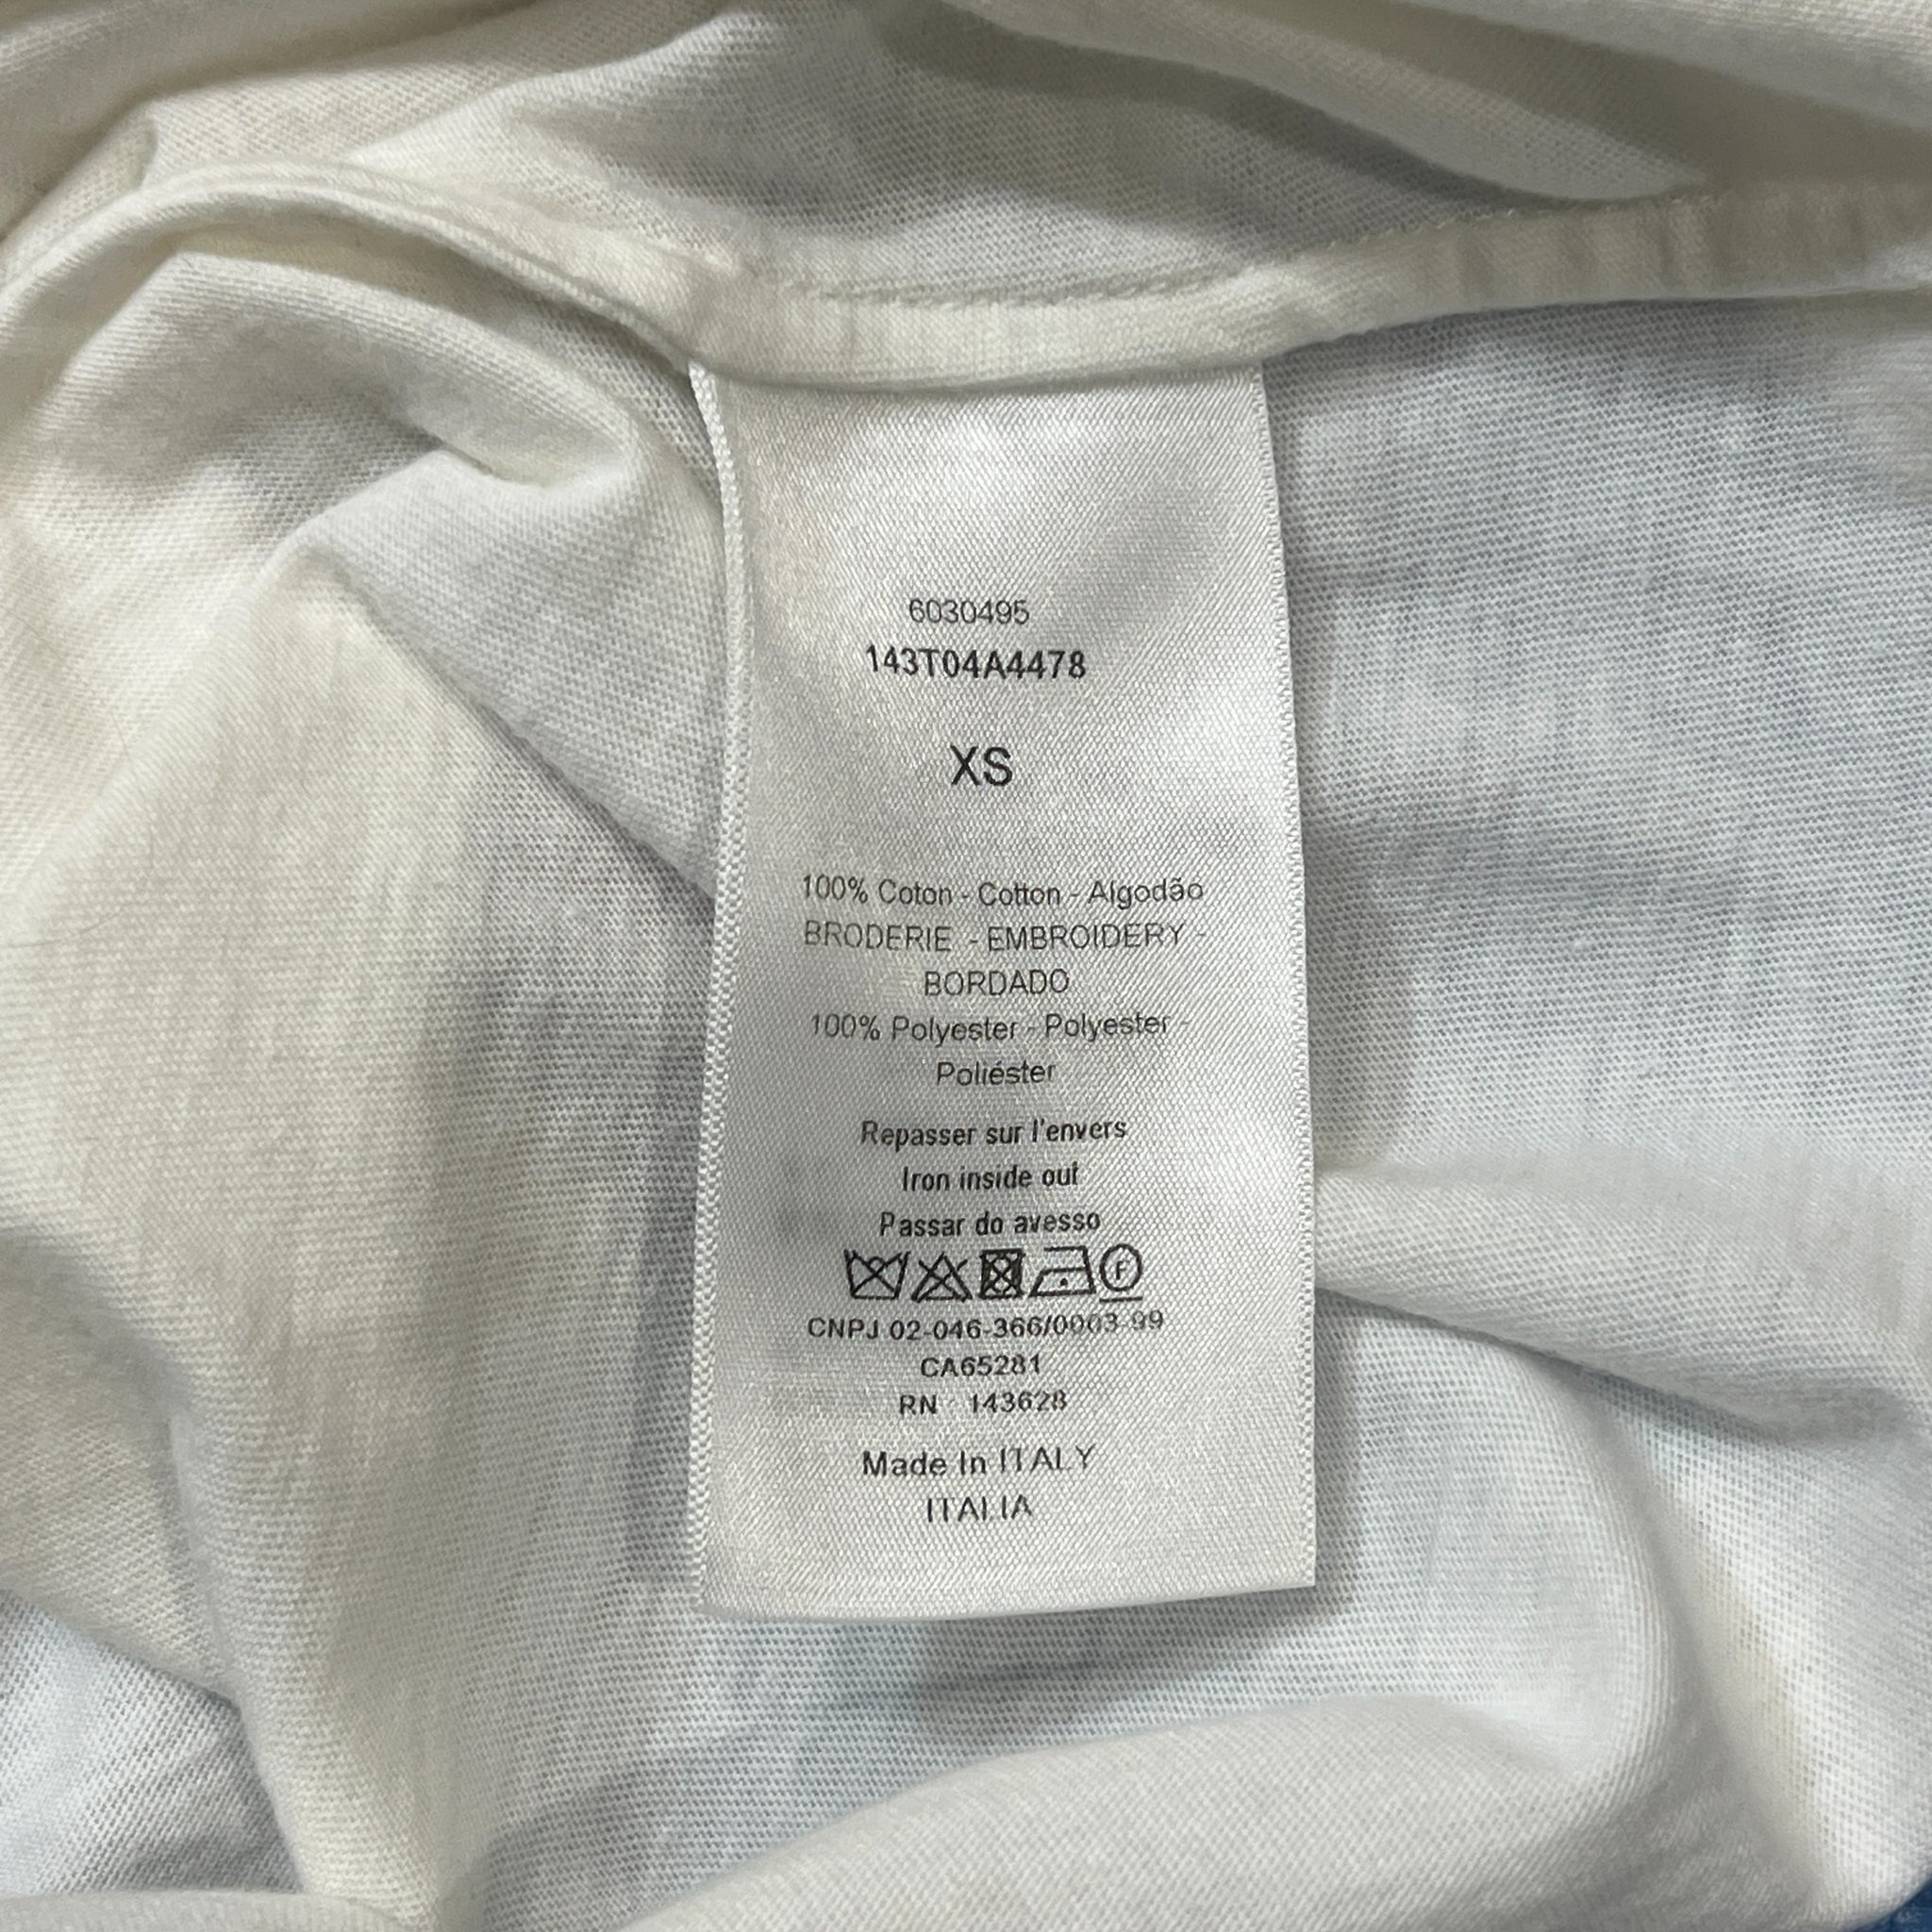 6030495
143T04A4478
XS
100% Coton - Cotton - Algodão
BRODERIE - EMBROIDERY -
BORDADO
100% Polyester - Polyester -
Poliéster
Repasser sur l'envers
Iron inside out
Passar do avesso
F
CNPJ 02-046-366/0003-99
CA65281
RN 143628
Made In ITALY
ITALIA